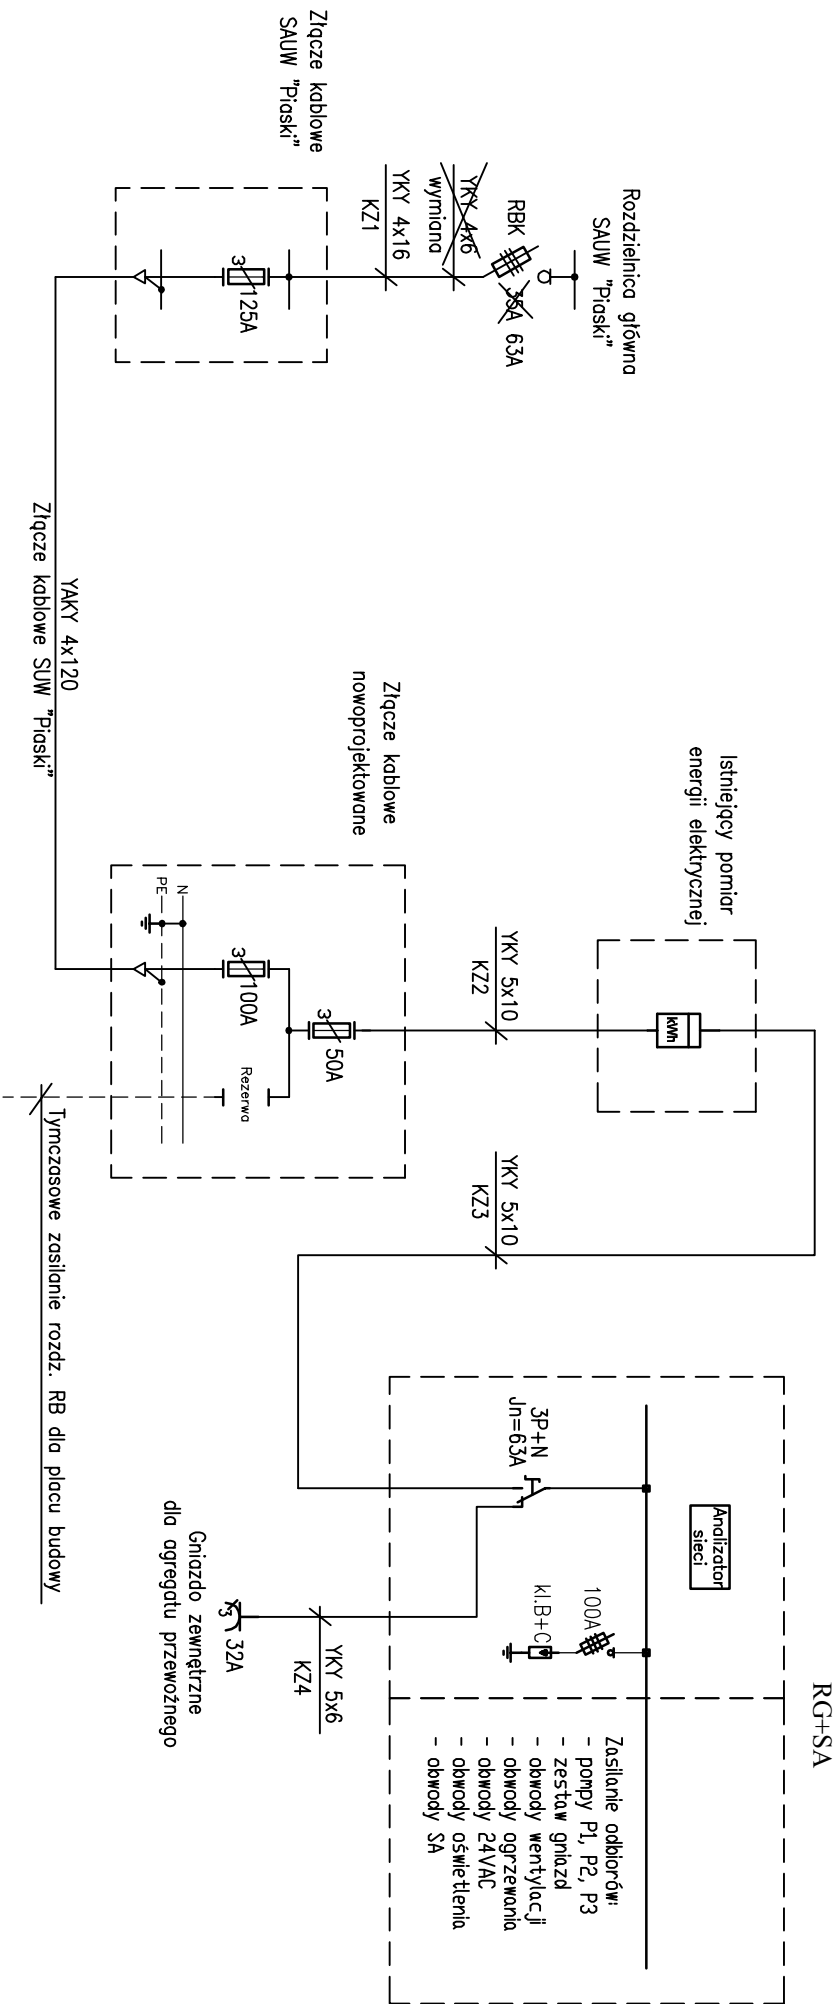 Rozdzielnica główna
SAUW "Piaski"
RBK
35A 63A
YKY 4x6
wymiana
YKY 4x16
KZ1
Złącze kablowe
SAUW "Piaski"
3
125A
YAKY 4x120
Złącze kablowe SUW "Piaski"
Złącze kablowe
nowoprojektowane
N
PE
3
100A
3
50A
Rezerwa
Tymczasowe zasilanie rozdz. RB dla placu budowy
Istniejący pomiar
energii elektrycznej
kWh
YKY 5x10
KZ2
YKY 5x10
KZ3
RG+SA
Analizator
sieci
3P+N
Jn=63A
100A
kl.B+C
YKY 5x6
KZ4
3
32A
Gniazdo zewnętrzne
dla agregatu przewoźnego
Zasilanie odbiorów:
- pompy P1, P2, P3
- zestaw gniazd
- obwody wentylacji
- obwody ogrzewania
- obwody 24VAC
- obwody oświetlenia
- obwody SA